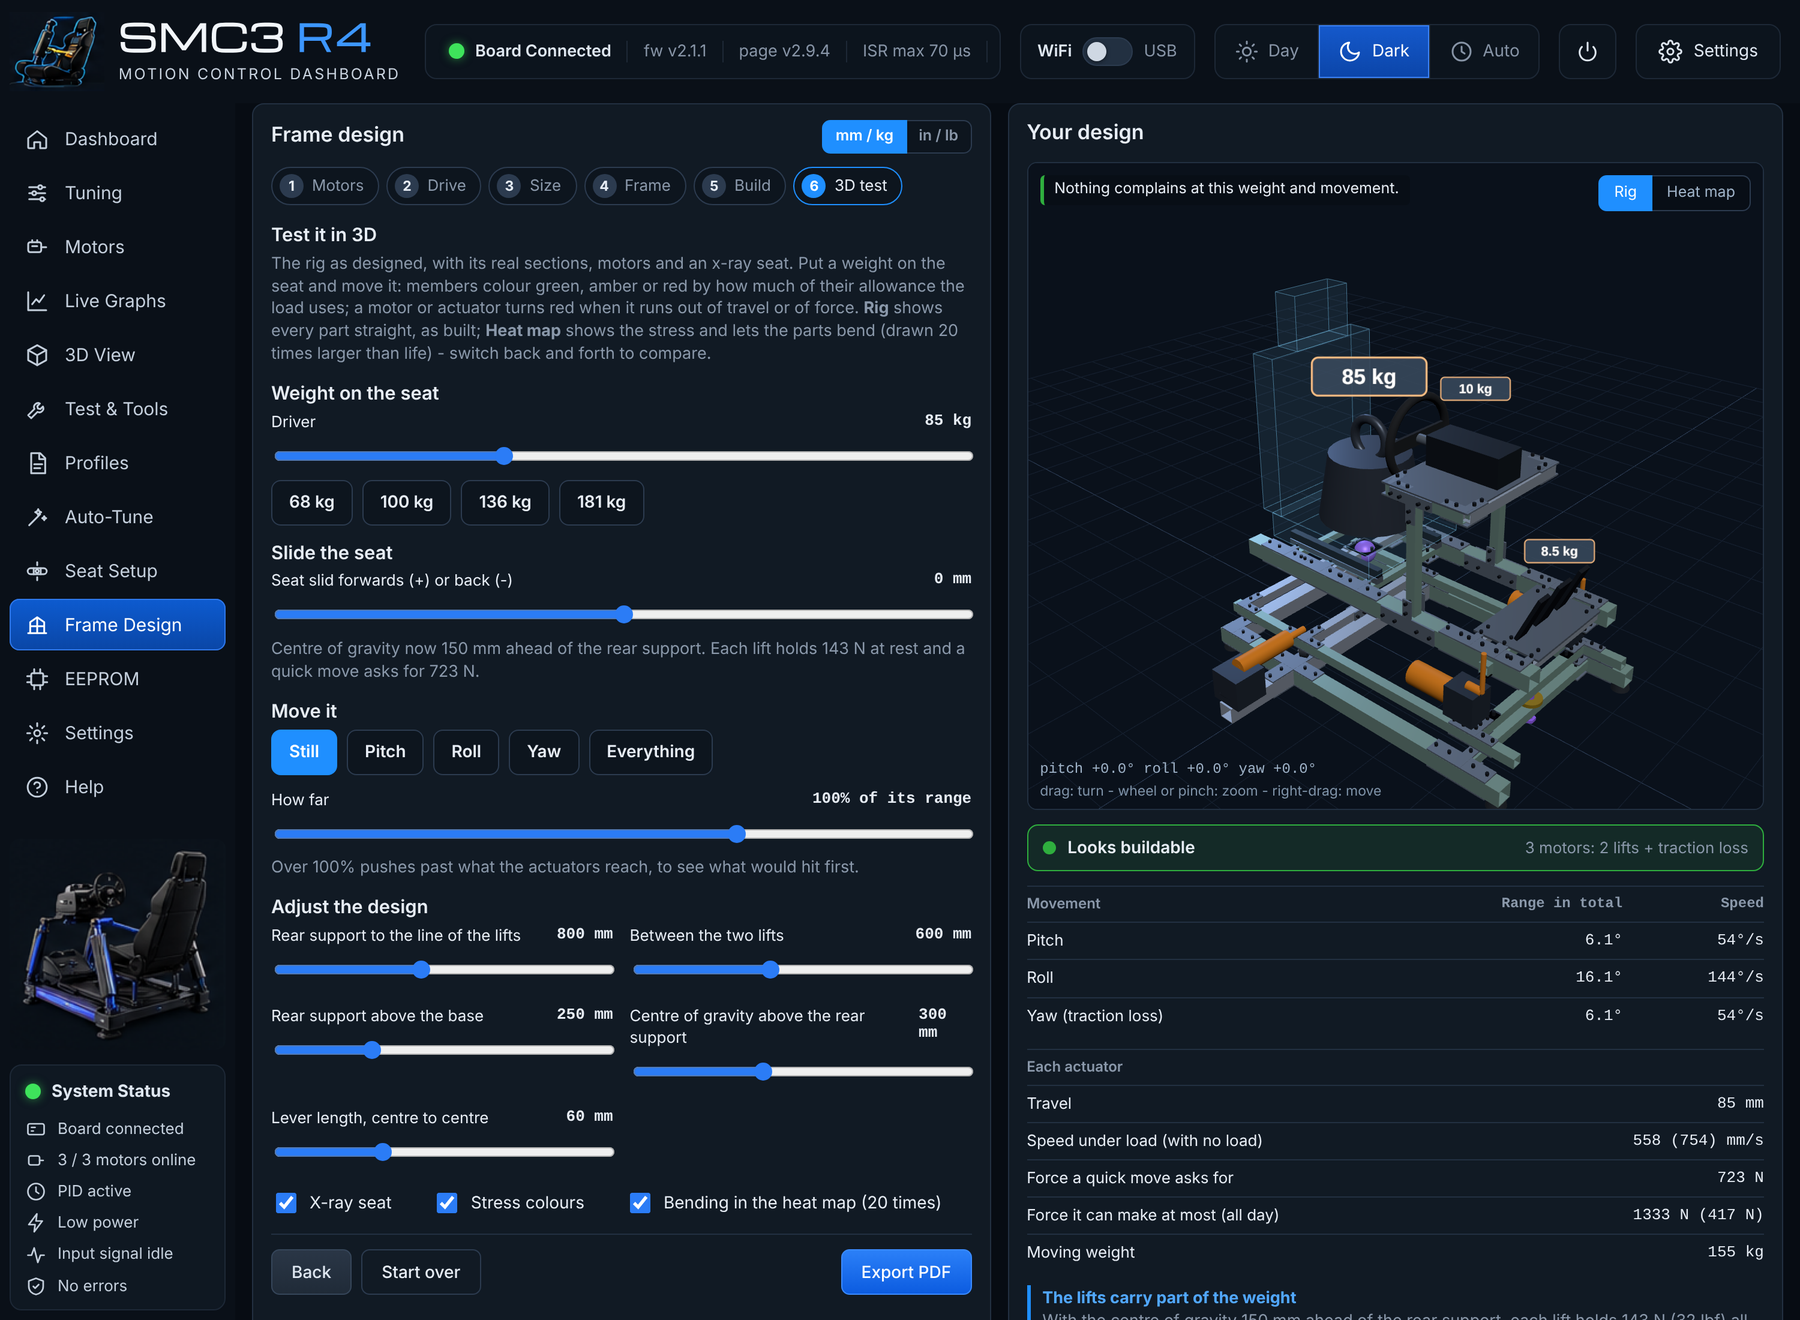 SMC3 R4
MOTION CONTROL DASHBOARD
Board Connected
fw v2.1.1
page v2.9.4
ISR max 70 µs
WiFi
USB
Day
Dark
Auto
Settings
Dashboard
Tuning
Motors
Live Graphs
3D View
Test & Tools
Profiles
Auto-Tune
Seat Setup
Frame Design
EEPROM
Settings
Help
System Status
Board connected
3 / 3 motors online
PID active
Low power
Input signal idle
No errors
Frame design
mm / kg
in / lb
1 Motors
2 Drive
3 Size
4 Frame
5 Build
6 3D test
Test it in 3D
The rig as designed, with its real sections, motors and an x-ray seat. Put a weight on the
seat and move it: members colour green, amber or red by how much of their allowance the
load uses; a motor or actuator turns red when it runs out of travel or of force. Rig shows
every part straight, as built; Heat map shows the stress and lets the parts bend (drawn 20
times larger than life) - switch back and forth to compare.
Weight on the seat
Driver 85 kg
68 kg
100 kg
136 kg
181 kg
Slide the seat
Seat slid forwards (+) or back (-) 0 mm
Centre of gravity now 150 mm ahead of the rear support. Each lift holds 143 N at rest and a
quick move asks for 723 N.
Move it
Still
Pitch
Roll
Yaw
Everything
How far 100% of its range
Over 100% pushes past what the actuators reach, to see what would hit first.
Adjust the design
Rear support to the line of the lifts 800 mm
Between the two lifts 600 mm
Rear support above the base 250 mm
Centre of gravity above the rear
support
300
mm
Lever length, centre to centre 60 mm
X-ray seat
Stress colours
Bending in the heat map (20 times)
Back
Start over
Export PDF
Your design
Nothing complains at this weight and movement.
Rig
Heat map
85 kg
10 kg
8.5 kg
pitch +0.0° roll +0.0° yaw +0.0°
drag: turn - wheel or pinch: zoom - right-drag: move
Looks buildable
3 motors: 2 lifts + traction loss
Movement Range in total Speed
Pitch 6.1° 54°/s
Roll 16.1° 144°/s
Yaw (traction loss) 6.1° 54°/s
Each actuator
Travel 85 mm
Speed under load (with no load) 558 (754) mm/s
Force a quick move asks for 723 N
Force it can make at most (all day) 1333 N (417 N)
Moving weight 155 kg
The lifts carry part of the weight
With the centre of gravity 150 mm ahead of the rear support, each lift holds 143 N (32 lbf) all